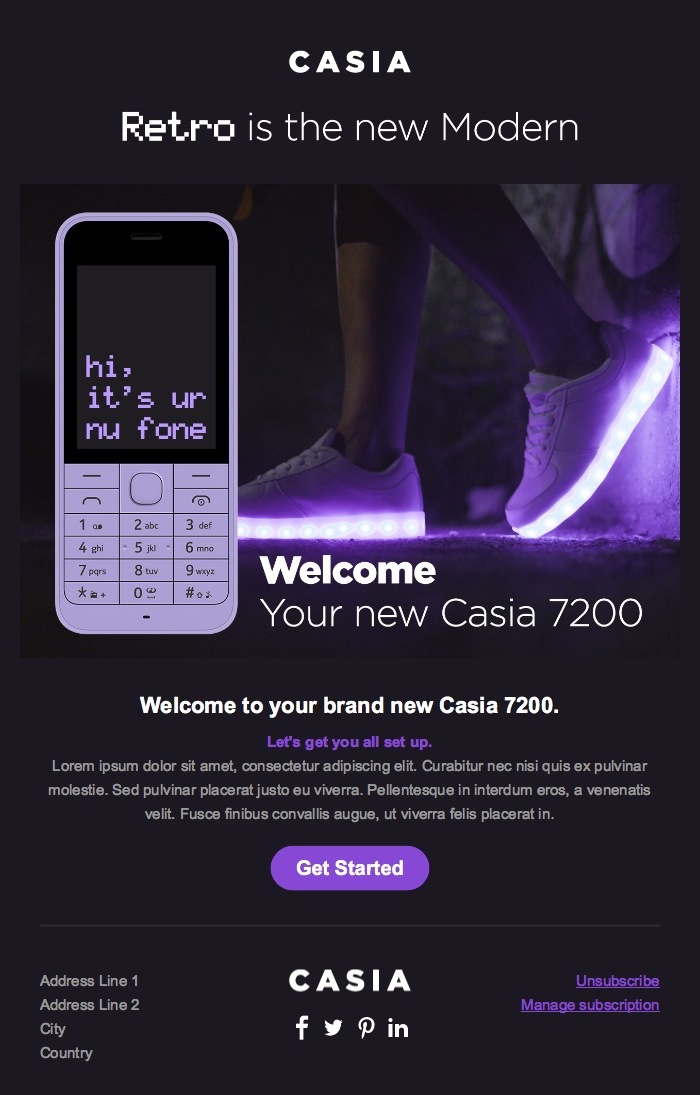 CASIA
Retro is the new Modern
hi,
it's ur
nu fone
1
2 abc
3 def
4 ghi
5 jkl
6 mno
7 pqrs
8 tuv
9 wxyz
* +
0
#
Welcome
Your new Casia 7200
Welcome to your brand new Casia 7200.
Let's get you all set up.
Lorem ipsum dolor sit amet, consectetur adipiscing elit. Curabitur nec nisi quis ex pulvinar
molestie. Sed pulvinar placerat justo eu viverra. Pellentesque in interdum eros, a venenatis
velit. Fusce finibus convallis augue, ut viverra felis placerat in.
Get Started
Address Line 1
Address Line 2
City
Country
CASIA
Unsubscribe
Manage subscription